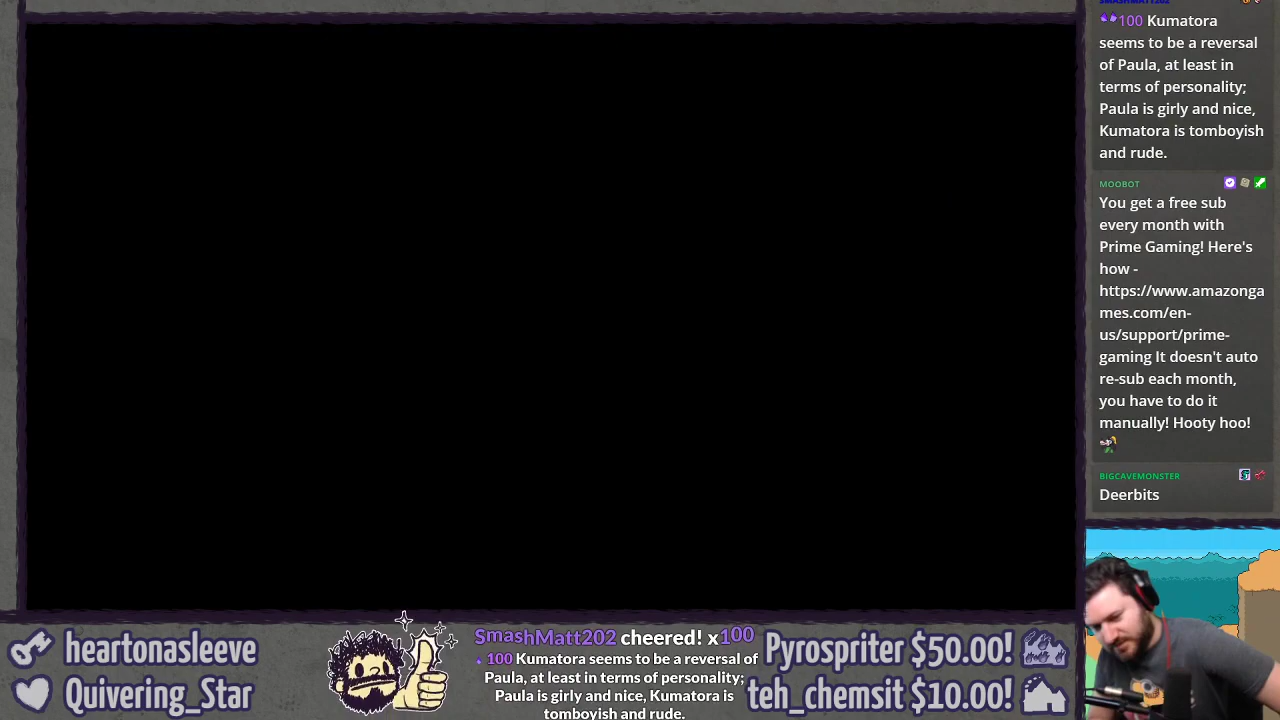 100 Kumatora
seems to be a reversal
of Paula, at least in
terms of personality;
Paula is girly and nice,
Kumatora is tomboyish
and rude.
MOOBOT
You get a free sub
every month with
Prime Gaming! Here's
how -
https://www.amazonga
mes.com/en-
us/support/prime-
gaming It doesn't auto
re-sub each month,
you have to do it
manually! Hooty hoo!
BIGCAVEMONSTER
Deerbits
heartonasleeve
Quivering_Star
SmashMatt202 cheered! x100
100 Kumatora seems to be a reversal of
Paula, at least in terms of personality;
Paula is girly and nice, Kumatora is
tomboyish and rude.
Pyrospriter $50.00!
teh_chemsit $10.00!